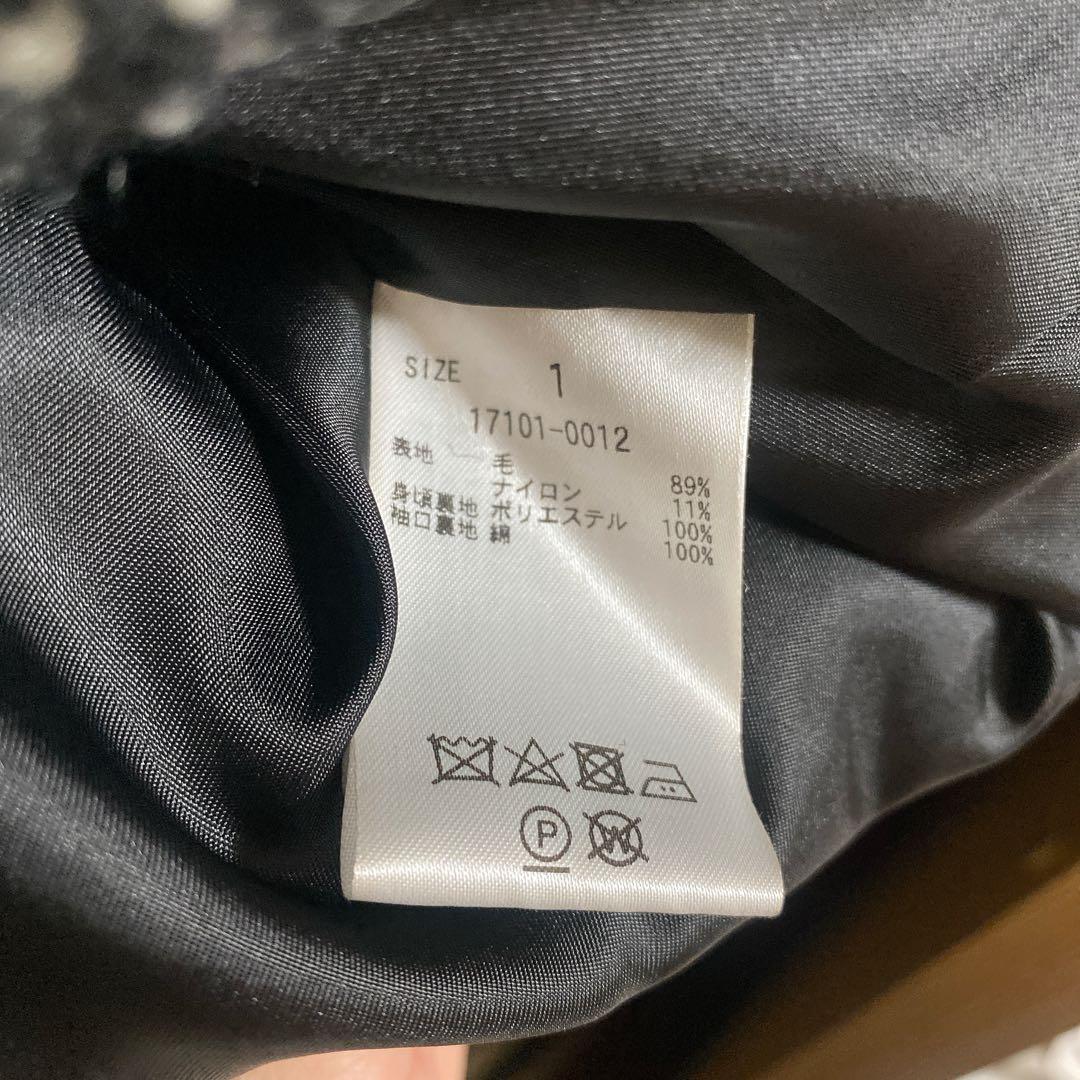 SIZE 1
17101-0012
表地 毛 89%
ナイロン 11%
身頃裏地 ポリエステル 100%
袖口裏地 綿 100%
P W